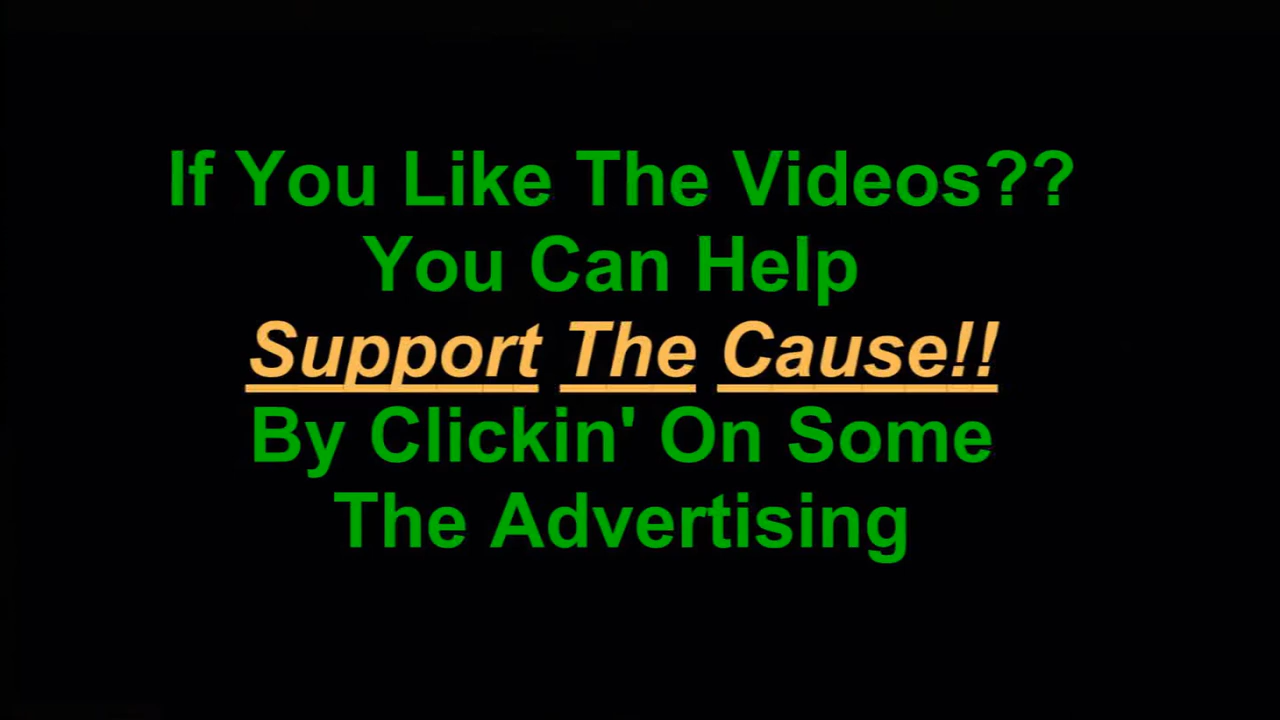 If You Like The Videos??
You Can Help
Support The Cause!!
By Clickin' On Some
The Advertising